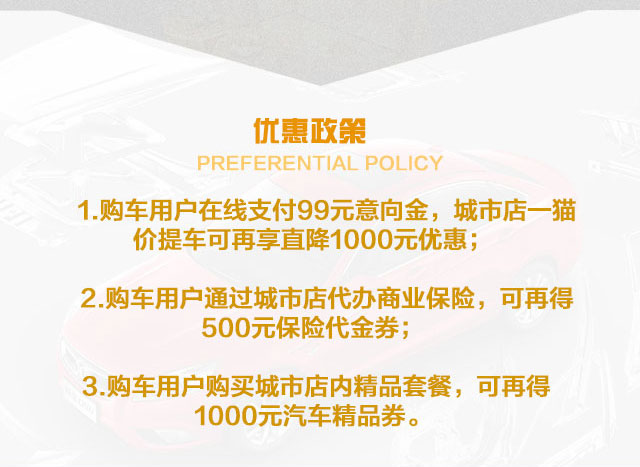 优惠政策
PREFERENTIAL POLICY
1.购车用户在线支付99元意向金，城市店一猫
价提车可再享直降1000元优惠；
2.购车用户通过城市店代办商业保险，可再得
500元保险代金券；
3.购车用户购买城市店内精品套餐，可再得
1000元汽车精品券。